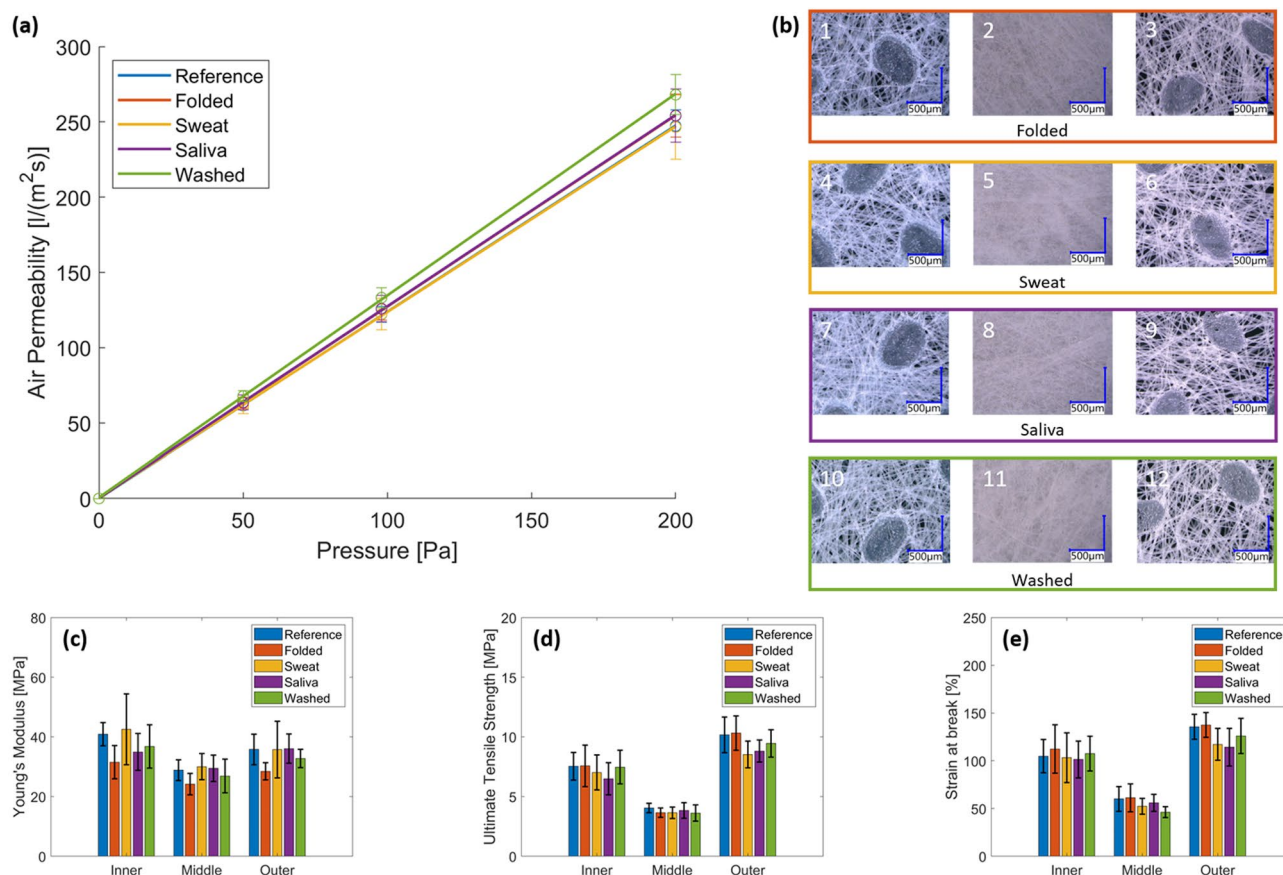 (a)
300
250
200
150
100
50
0
Air Permeability [l/(m²s)]
Reference
Folded
Sweat
Saliva
Washed
0 50 100 150 200
Pressure [Pa]
(b)
1 2 3
500µm 500µm 500µm
Folded
4 5 6
500µm 500µm 500µm
Sweat
7 8 9
500µm 500µm 500µm
Saliva
10 11 12
500µm 500µm 500µm
Washed
(c)
80
60
40
20
0
Young's Modulus [MPa]
Reference
Folded
Sweat
Saliva
Washed
Inner Middle Outer
(d)
20
15
10
5
0
Ultimate Tensile Strength [MPa]
Reference
Folded
Sweat
Saliva
Washed
Inner Middle Outer
(e)
250
200
150
100
50
0
Strain at break [%]
Reference
Folded
Sweat
Saliva
Washed
Inner Middle Outer